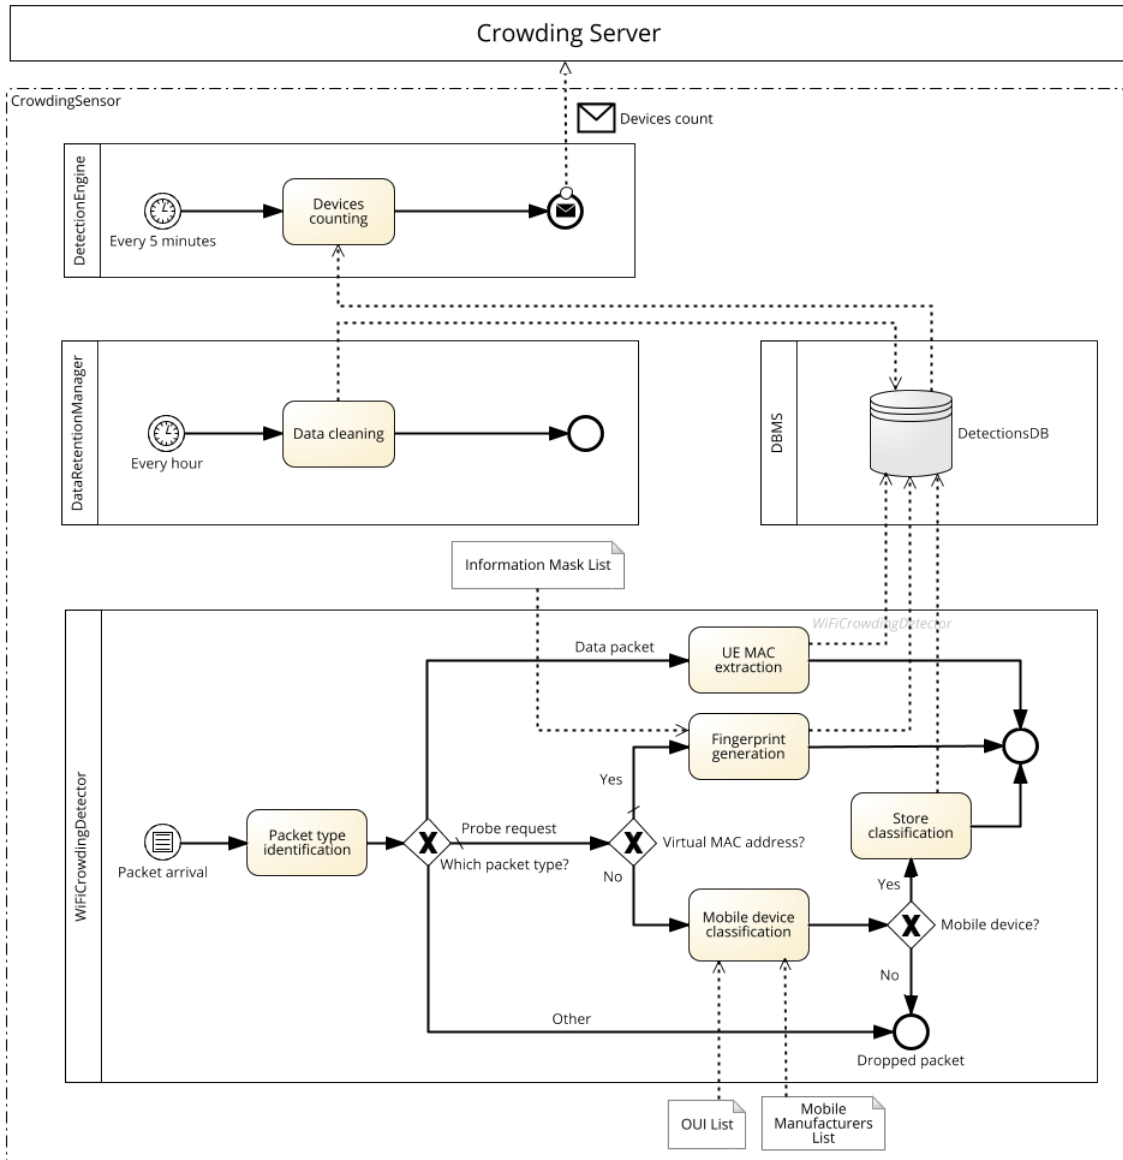 Crowding Server
CrowdingSensor
Devices count
DetectionEngine
Every 5 minutes
Devices
counting
DataRetentionManager
Every hour
Data cleaning
DBMS
DetectionsDB
Information Mask List
WiFiCrowdingDetector
WiFiCrowdingDetector
Data packet
UE MAC
extraction
Fingerprint
generation
Yes
Packet arrival
Packet type
identification
Probe request
Which packet type?
Virtual MAC address?
No
Store
classification
Yes
Mobile device
classification
Mobile device?
No
Other
Dropped packet
OUI List
Mobile
Manufacturers
List